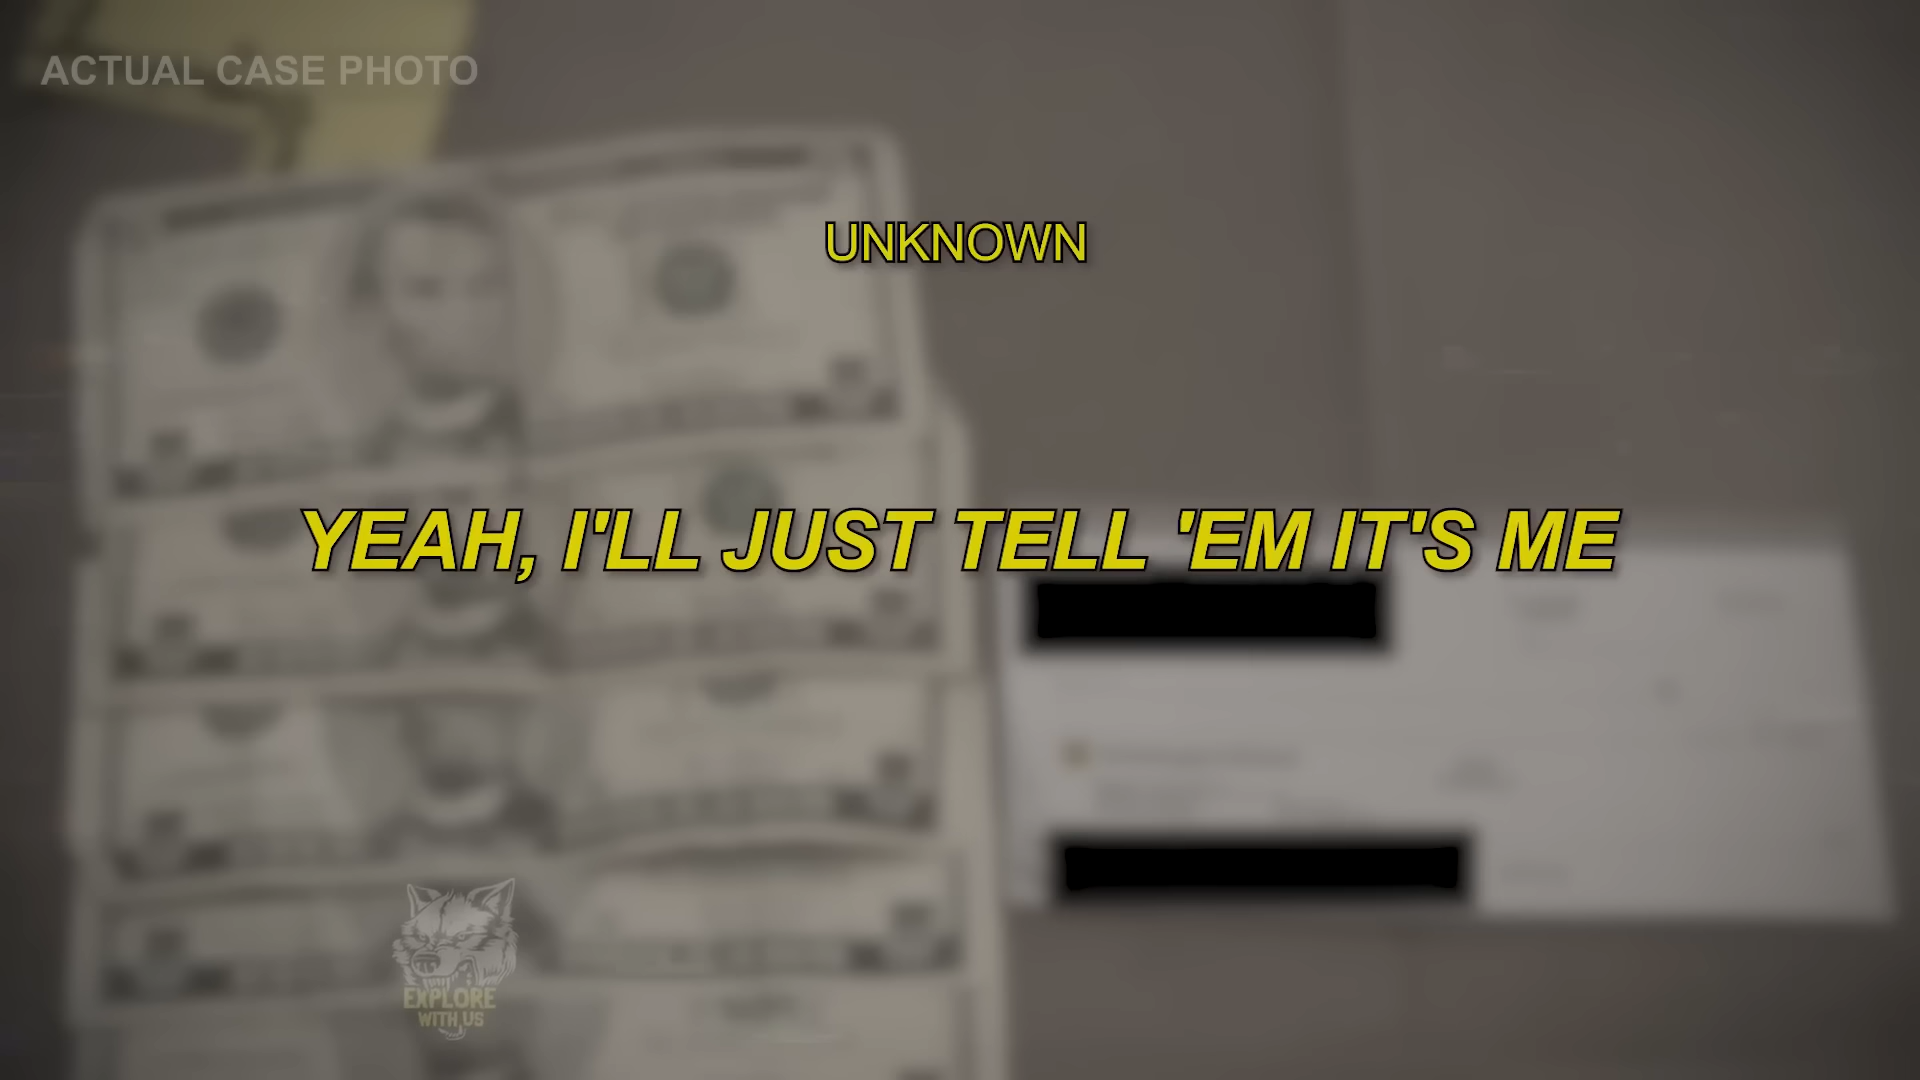 ACTUAL CASE PHOTO
UNKNOWN
YEAH, I'LL JUST TELL 'EM IT'S ME
EXPLORE
WITH US